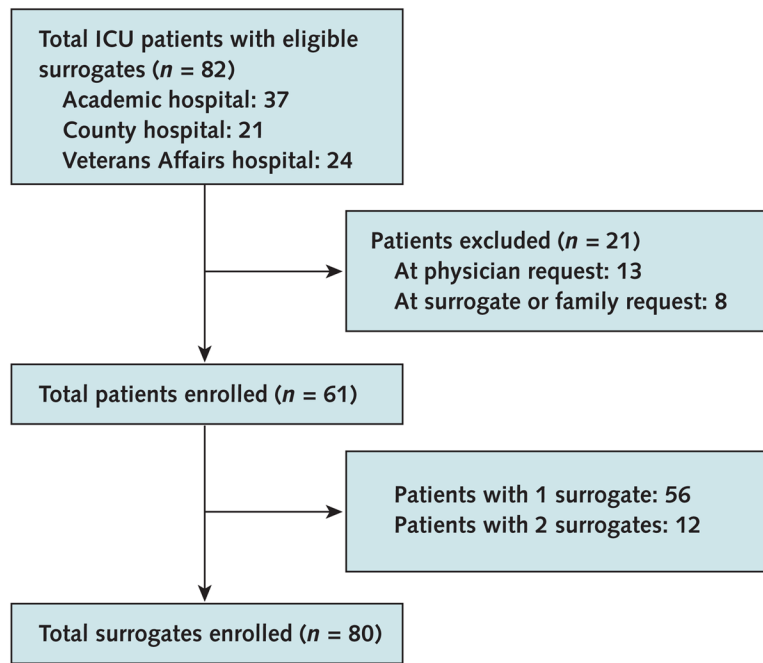 Total ICU patients with eligible
surrogates (n = 82)
Academic hospital: 37
County hospital: 21
Veterans Affairs hospital: 24
Patients excluded (n = 21)
At physician request: 13
At surrogate or family request: 8
Total patients enrolled (n = 61)
Patients with 1 surrogate: 56
Patients with 2 surrogates: 12
Total surrogates enrolled (n = 80)